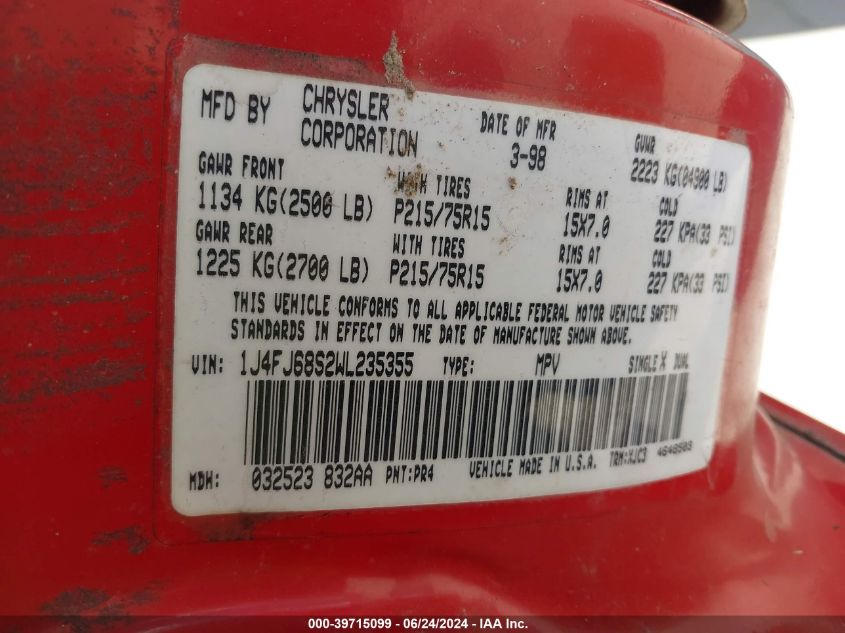 MFD BY CHRYSLER CORPORATION DATE OF MFR 3-98 GVWR 2223 KG(04900 LB)
GAWR FRONT WITH TIRES RIMS AT COLD
1134 KG(2500 LB) P215/75R15 15X7.0 227 KPA(33 PSI)
GAWR REAR WITH TIRES RIMS AT COLD
1225 KG(2700 LB) P215/75R15 15X7.0 227 KPA(33 PSI)
THIS VEHICLE CONFORMS TO ALL APPLICABLE FEDERAL MOTOR VEHICLE SAFETY
STANDARDS IN EFFECT ON THE DATE OF MANUFACTURE SHOWN ABOVE.
VIN: 1J4FJ68S2WL235355 TYPE: MPV SINGLE X DUAL
MDH: 032523 832AA PNT:PR4 VEHICLE MADE IN U.S.A. TRM:XJC3 4648503
000-39715099 / 06/24/2024 / IAA Inc.